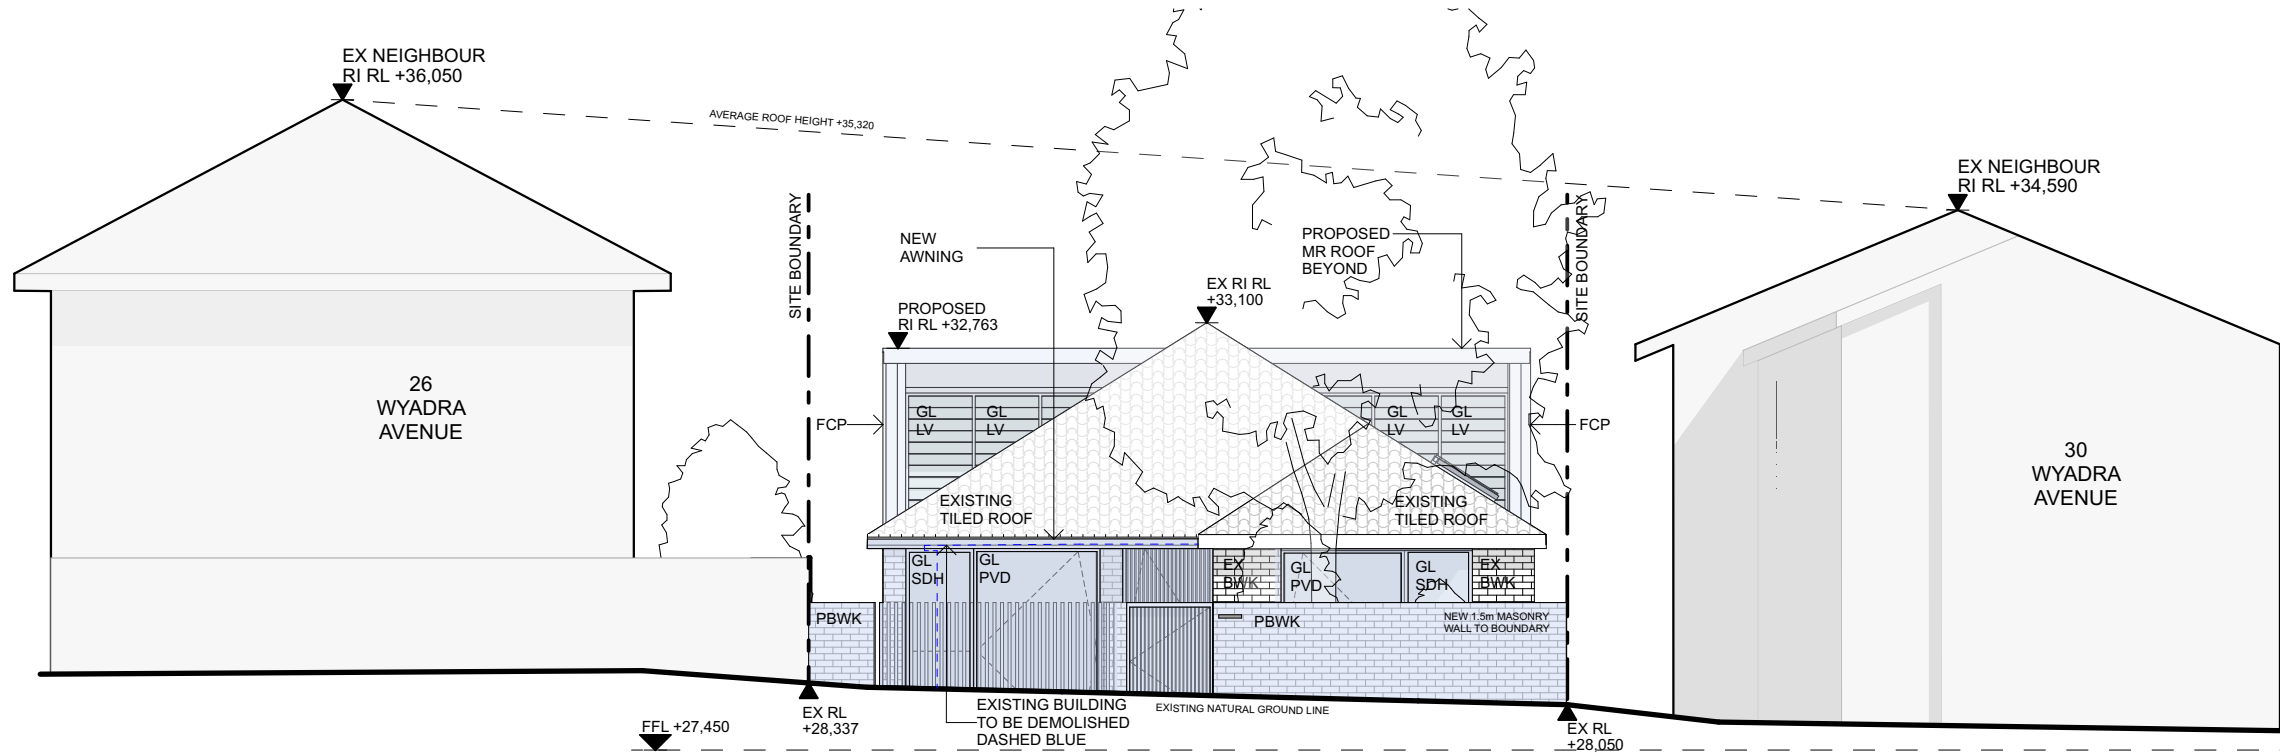 EX NEIGHBOUR
RI RL +36,050
AVERAGE ROOF HEIGHT +35,320
EX NEIGHBOUR
RI RL +34,590
SITE BOUNDARY
SITE BOUNDARY
NEW
AWNING
PROPOSED
MR ROOF
BEYOND
EX RI RL
+33,100
PROPOSED
RI RL +32,763
26
WYADRA
AVENUE
30
WYADRA
AVENUE
FCP
GL
LV
GL
LV
GL
LV
GL
LV
FCP
EXISTING
TILED ROOF
EXISTING
TILED ROOF
GL
SDH
GL
PVD
EX
BWK
GL
PVD
GL
SDH
EX
BWK
PBWK
PBWK
NEW 1.5m MASONRY
WALL TO BOUNDARY
EXISTING BUILDING
TO BE DEMOLISHED
DASHED BLUE
EXISTING NATURAL GROUND LINE
FFL +27,450
EX RL
+28,337
EX RL
+28,050